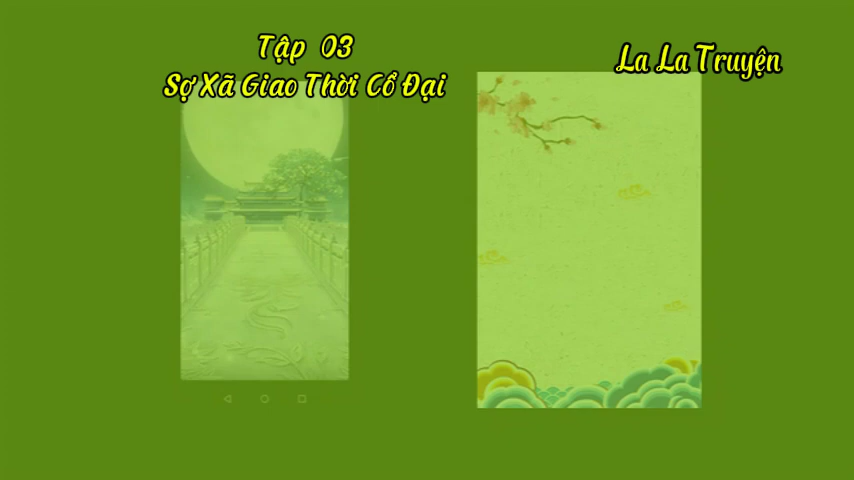 Tập 03
Sợ Xã Giao Thời Cổ Đại
La La Truyện